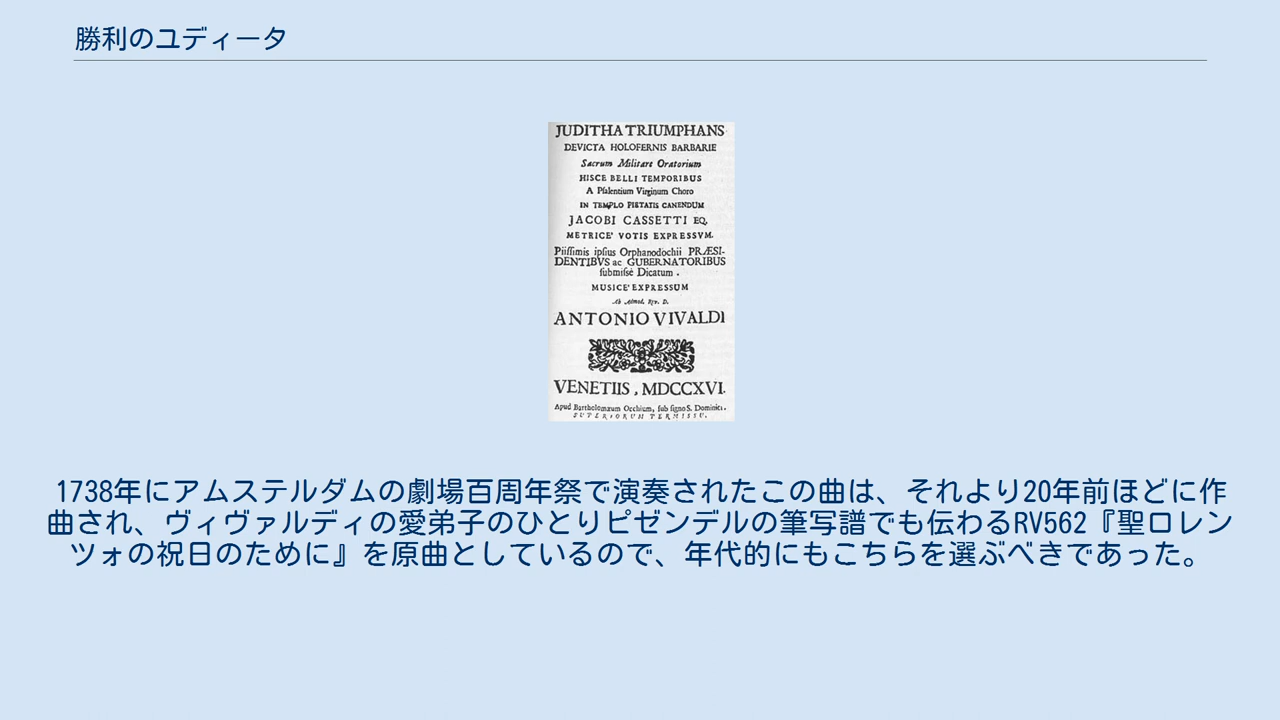 勝利のユディータ
JUDITHA TRIUMPHANS
DEVICTA HOLOFERNIS BARBARIE
Sacrum Militare Oratorium
HISCE BELLI TEMPORIBUS
A Psalentium Virginum Choro
IN TEMPLO PIETATIS CANENDUM
JACOBI CASSETTI EQ.
METRICE' VOTIS EXPRESSVM.
Piissimis ipsius Orphanodochii PRÆSI-
DENTIBVS ac GUBERNATORIBUS
submissè Dicatum .
MUSICE' EXPRESSUM
Ab Admod. Rev. D.
ANTONIO VIVALDI
VENETIIS , MDCCXVI.
Apud Bartholomæum Occhium, sub signo S. Dominici.
SUPERIORUM PERMISSU.
1738年にアムステルダムの劇場百周年祭で演奏されたこの曲は、それより20年前ほどに作
曲され、ヴィヴァルディの愛弟子のひとりピゼンデルの筆写譜でも伝わるRV562『聖ロレン
ツォの祝日のために』を原曲としているので、年代的にもこちらを選ぶべきであった。